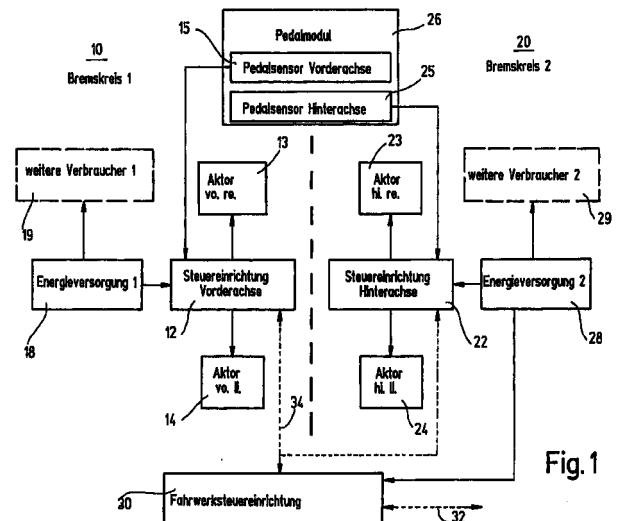 Pedalmodul
26
15
Pedalsensor Vorderachse
25
Pedalsensor Hinterachse
10
Bremskreis 1
20
Bremskreis 2
weitere Verbraucher 1
19
13
Aktor
vo. re.
23
Aktor
hi. re.
weitere Verbraucher 2
29
Energieversorgung 1
18
Steuereinrichtung
Vorderachse
12
Steuereinrichtung
Hinterachse
22
Energieversorgung 2
28
Aktor
vo. li.
14
34
Aktor
hi. li.
24
Fig.1
30
Fahrwerksteuereinrichtung
32